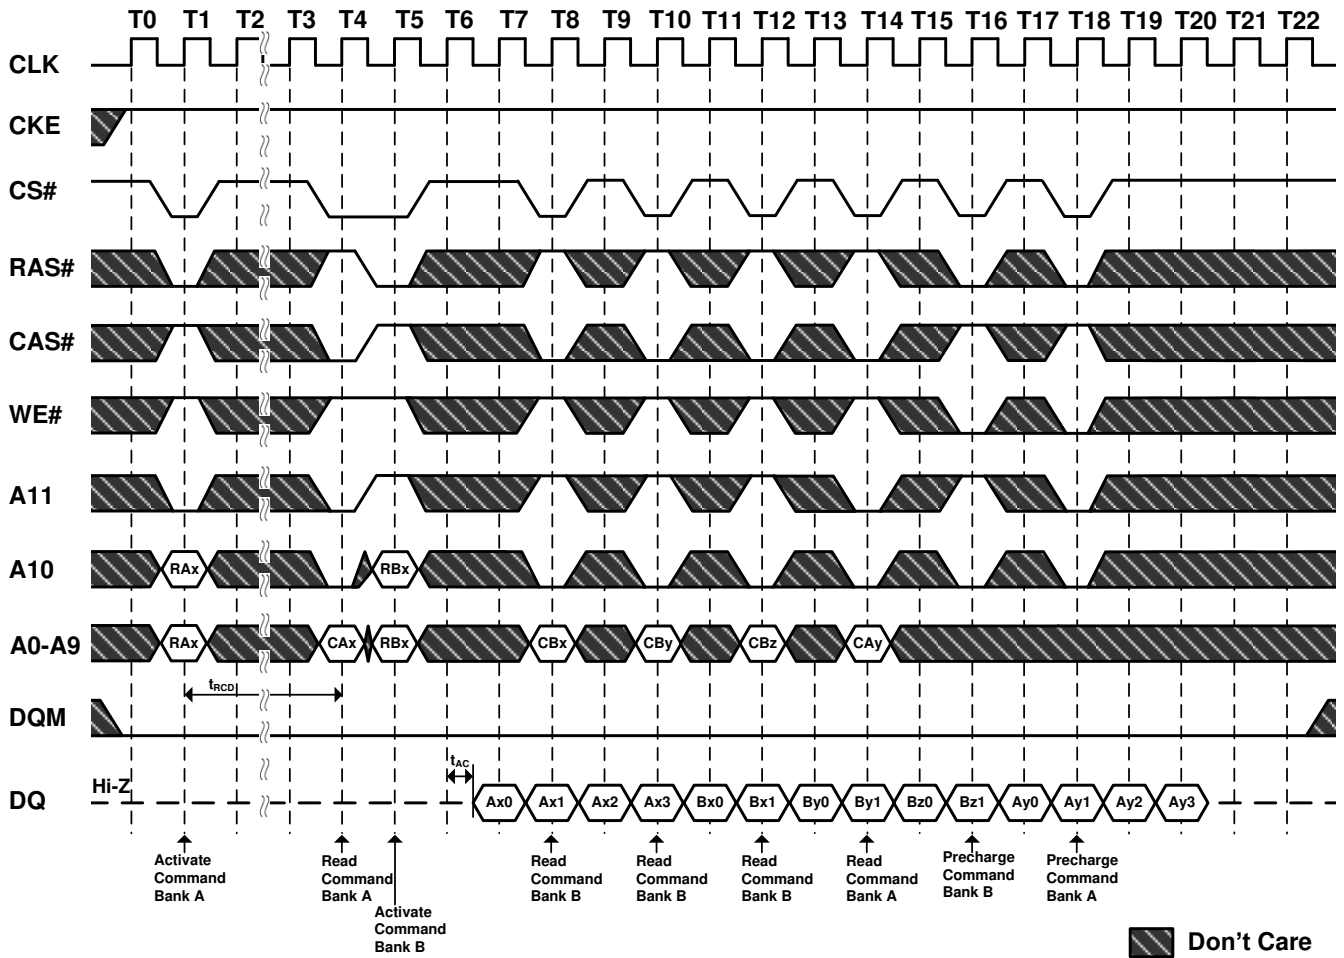 T0 T1 T2 T3 T4 T5 T6 T7 T8 T9 T10 T11 T12 T13 T14 T15 T16 T17 T18 T19 T20 T21 T22
CLK
CKE
CS#
RAS#
CAS#
WE#
A11
A10 RAx RBx
A0-A9 RAx CAx RBx CBx CBy CBz CAy
tRCD
DQM
tAC
Hi-Z
DQ Ax0 Ax1 Ax2 Ax3 Bx0 Bx1 By0 By1 Bz0 Bz1 Ay0 Ay1 Ay2 Ay3
Activate
Command
Bank A
Read
Command
Bank A
Activate
Command
Bank B
Read
Command
Bank B
Read
Command
Bank B
Read
Command
Bank B
Read
Command
Bank A
Precharge
Command
Bank B
Precharge
Command
Bank A
Don't Care